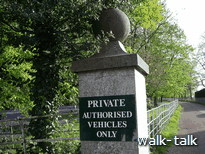 PRIVATE
AUTHORISED
VEHICLES
ONLY
walk-talk